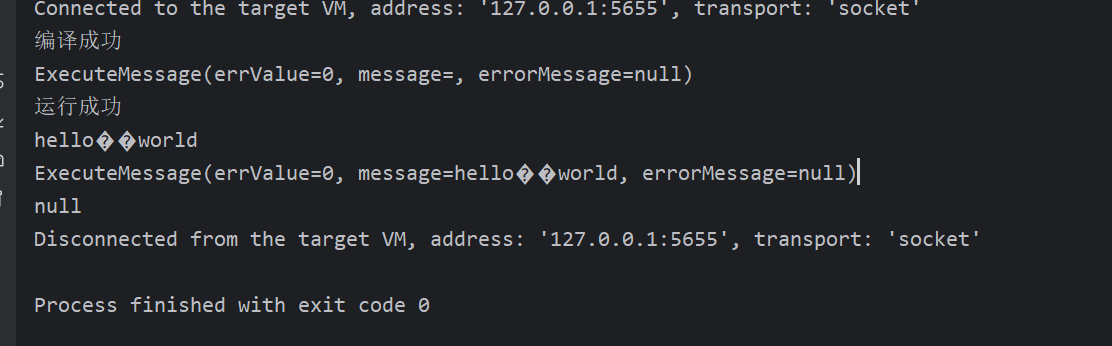 Connected to the target VM, address: '127.0.0.1:5655', transport: 'socket'
编译成功
ExecuteMessage(errValue=0, message=, errorMessage=null)
运行成功
hello��world
ExecuteMessage(errValue=0, message=hello��world, errorMessage=null)
null
Disconnected from the target VM, address: '127.0.0.1:5655', transport: 'socket'
Process finished with exit code 0